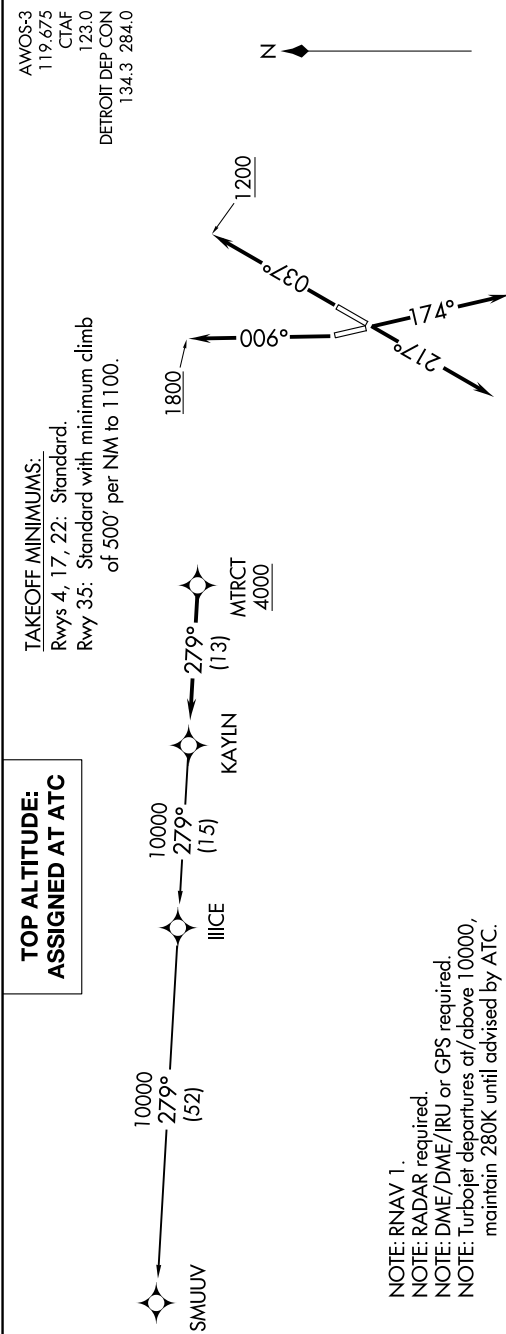 TOP ALTITUDE:
ASSIGNED AT ATC
TAKEOFF MINIMUMS:
Rwys 4, 17, 22: Standard.
Rwy 35: Standard with minimum climb
of 500' per NM to 1100.
AWOS-3
119.675
CTAF
123.0
DETROIT DEP CON
134.3 284.0
N
SMUUV
10000
279°
(52)
IIICE
10000
279°
(15)
KAYLN
279°
(13)
MTRCT
4000
1800
006°
1200
037°
217°
174°
NOTE: RNAV 1.
NOTE: RADAR required.
NOTE: DME/DME/IRU or GPS required.
NOTE: Turbojet departures at/above 10000,
maintain 280K until advised by ATC.